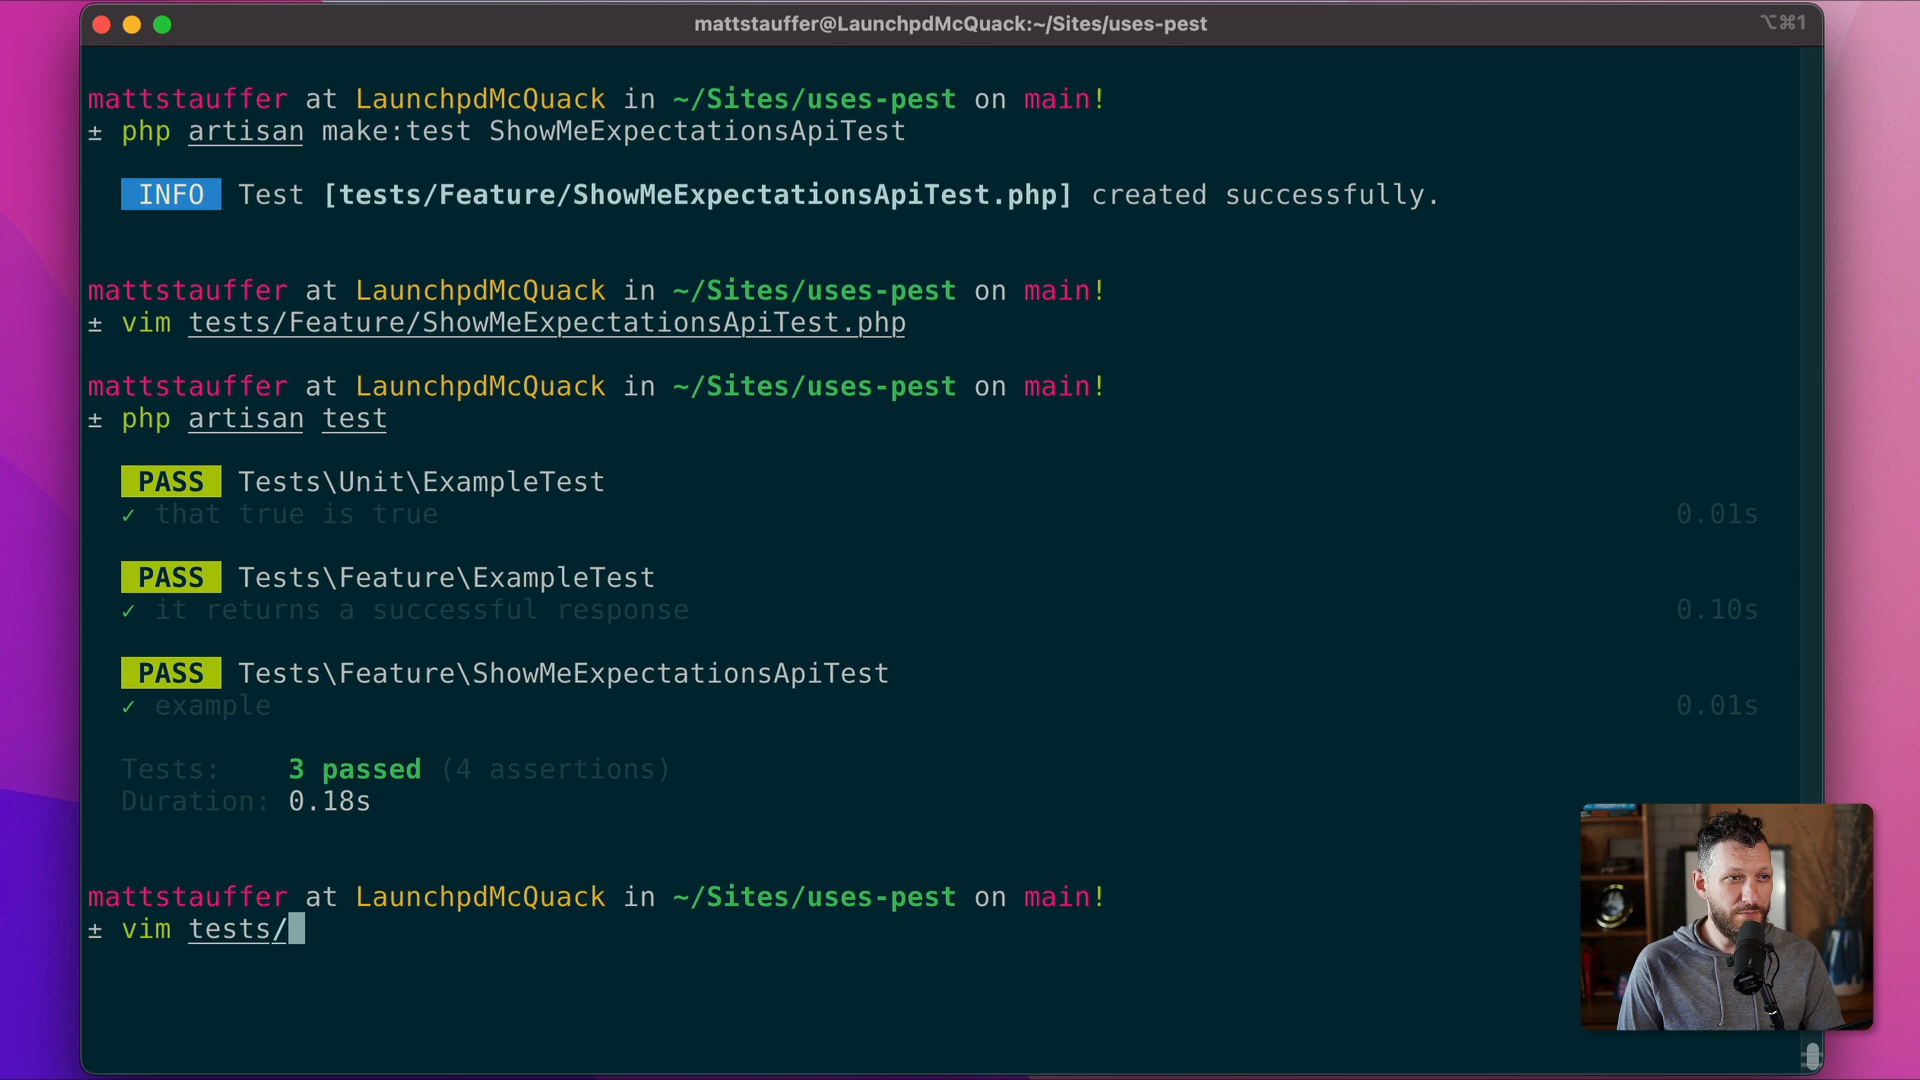 mattstauffer@LaunchpdMcQuack:~/Sites/uses-pest
⌥⌘1
mattstauffer at LaunchpdMcQuack in ~/Sites/uses-pest on main!
± php artisan make:test ShowMeExpectationsApiTest
INFO Test [tests/Feature/ShowMeExpectationsApiTest.php] created successfully.
mattstauffer at LaunchpdMcQuack in ~/Sites/uses-pest on main!
± vim tests/Feature/ShowMeExpectationsApiTest.php
mattstauffer at LaunchpdMcQuack in ~/Sites/uses-pest on main!
± php artisan test
PASS Tests\Unit\ExampleTest
✓ that true is true 0.01s
PASS Tests\Feature\ExampleTest
✓ it returns a successful response 0.10s
PASS Tests\Feature\ShowMeExpectationsApiTest
✓ example 0.01s
Tests: 3 passed (4 assertions)
Duration: 0.18s
mattstauffer at LaunchpdMcQuack in ~/Sites/uses-pest on main!
± vim tests/